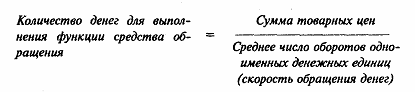 Количество денег для выпол-
нения функции средства об-
ращения
=
Сумма товарных цен
Среднее число оборотов одно-
именных денежных единиц
(скорость обращения денег)